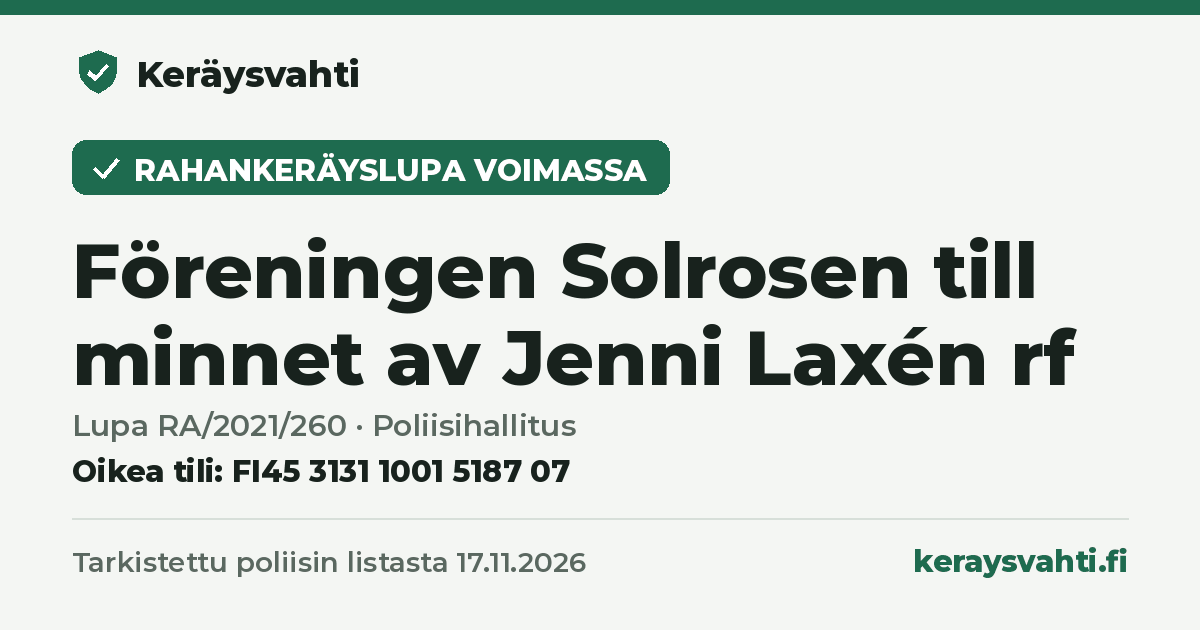 Keräysvahti
RAHANKERÄYSLUPA VOIMASSA
Föreningen Solrosen till
minnet av Jenni Laxén rf
Lupa RA/2021/260 · Poliisihallitus
Oikea tili: FI45 3131 1001 5187 07
Tarkistettu poliisin listasta 17.11.2026
keraysvahti.fi